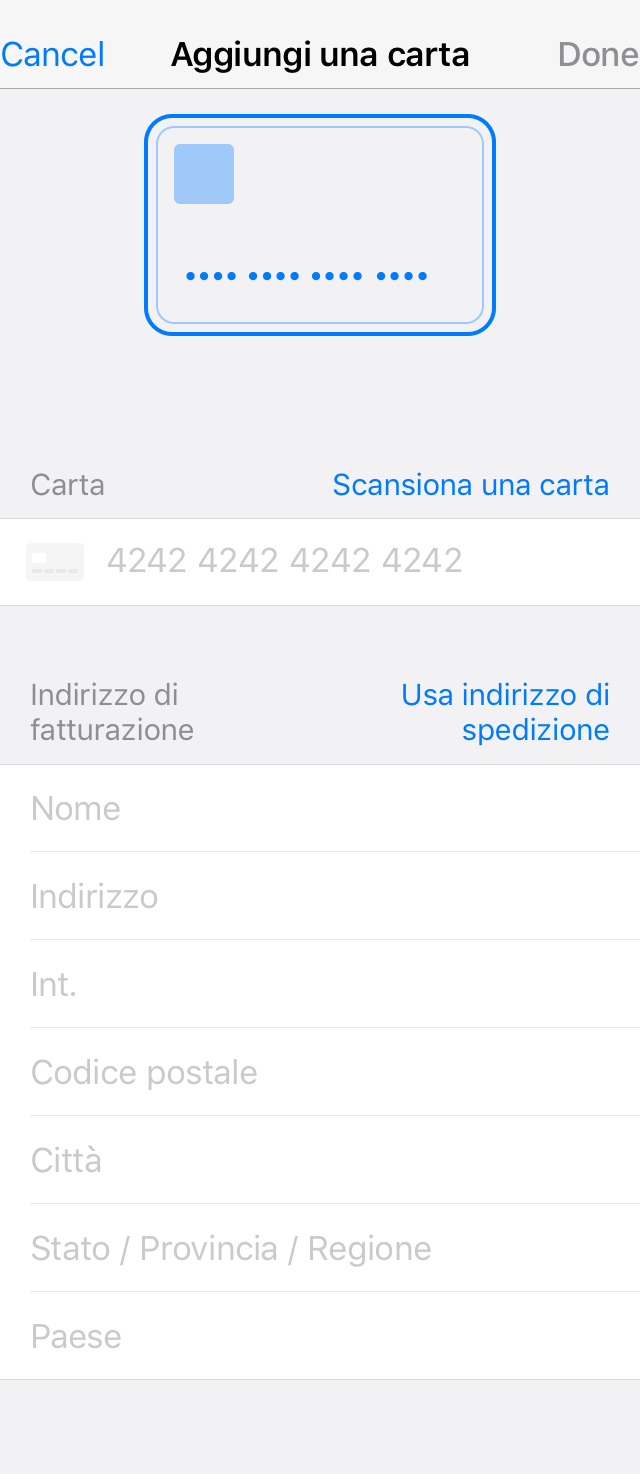 Cancel Aggiungi una carta Done
•••• •••• •••• ••••
Carta Scansiona una carta
4242 4242 4242 4242
Indirizzo di fatturazione
Usa indirizzo di spedizione
Nome
Indirizzo
Int.
Codice postale
Città
Stato / Provincia / Regione
Paese